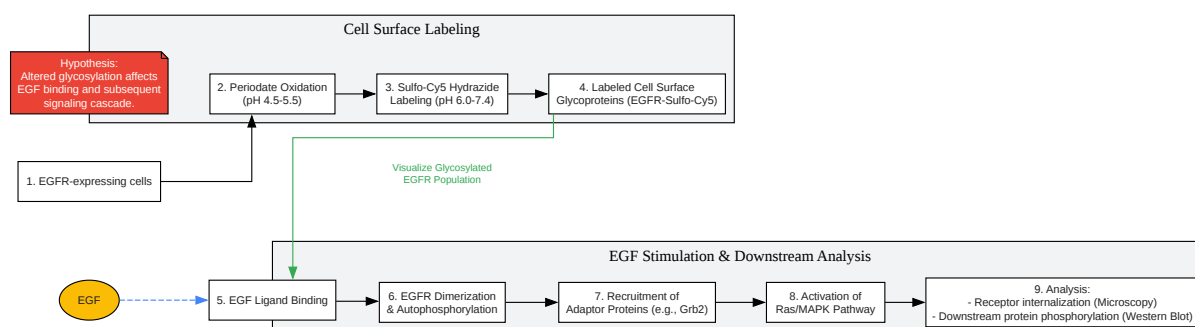 Cell Surface Labeling
Hypothesis:
Altered glycosylation affects
EGF binding and subsequent
signaling cascade.
2. Periodate Oxidation
(pH 4.5-5.5)
3. Sulfo-Cy5 Hydrazide
Labeling (pH 6.0-7.4)
4. Labeled Cell Surface
Glycoproteins (EGFR-Sulfo-Cy5)
1. EGFR-expressing cells
Visualize Glycosylated
EGFR Population
EGF Stimulation & Downstream Analysis
EGF
5. EGF Ligand Binding
6. EGFR Dimerization
& Autophosphorylation
7. Recruitment of
Adaptor Proteins (e.g., Grb2)
8. Activation of
Ras/MAPK Pathway
9. Analysis:
- Receptor internalization (Microscopy)
- Downstream protein phosphorylation (Western Blot)